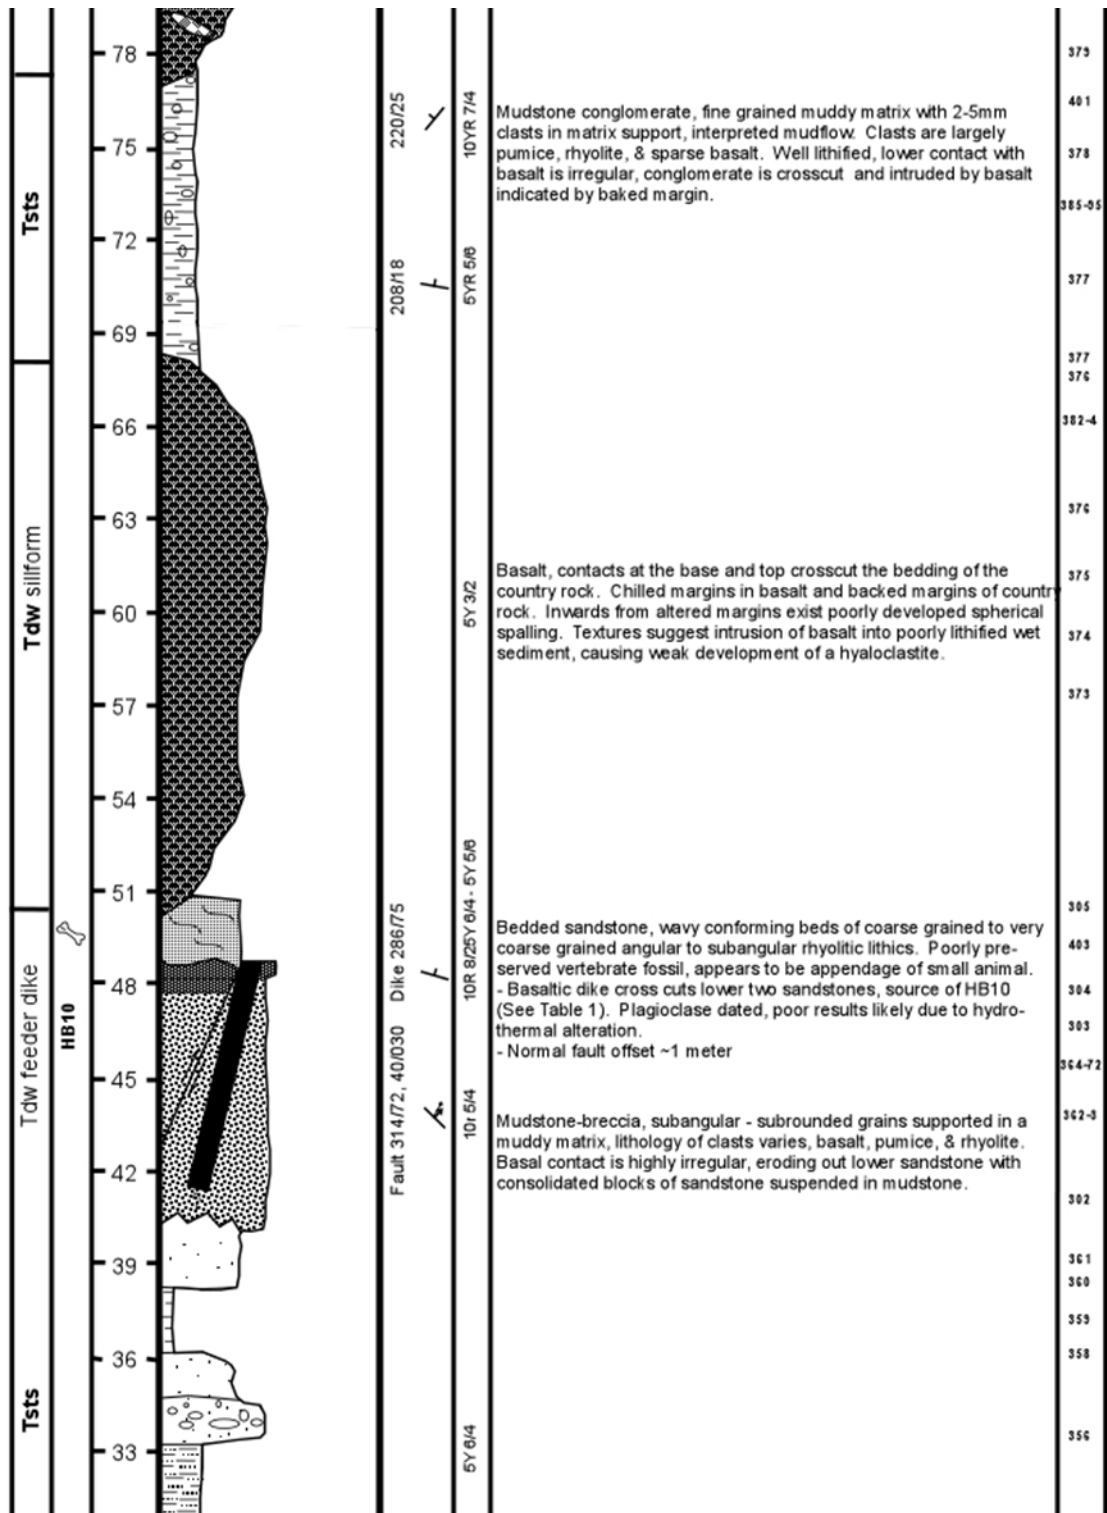 78
75
72
69
66
63
60
57
54
51
48
45
42
39
36
33
Tsts
Tdw sillform
Tdw feeder dike
HB10
Tsts
220/25
208/18
Fault 314/72, 40/030 Dike 286/75
10YR 7/4
5YR 5/6
5Y 3/2
10R 8/25Y 6/4 - 5Y 5/6
10r 5/4
5Y 6/4
Mudstone conglomerate, fine grained muddy matrix with 2-5mm
clasts in matrix support, interpreted mudflow. Clasts are largely
pumice, rhyolite, & sparse basalt. Well lithified, lower contact with
basalt is irregular, conglomerate is crosscut and intruded by basalt
indicated by baked margin.
Basalt, contacts at the base and top crosscut the bedding of the
country rock. Chilled margins in basalt and backed margins of country
rock. Inwards from altered margins exist poorly developed spherical
spalling. Textures suggest intrusion of basalt into poorly lithified wet
sediment, causing weak development of a hyaloclastite.
Bedded sandstone, wavy conforming beds of coarse grained to very
coarse grained angular to subangular rhyolitic lithics. Poorly pre-
served vertebrate fossil, appears to be appendage of small animal.
- Basaltic dike cross cuts lower two sandstones, source of HB10
(See Table 1). Plagioclase dated, poor results likely due to hydro-
thermal alteration.
- Normal fault offset ~1 meter
Mudstone-breccia, subangular - subrounded grains supported in a
muddy matrix, lithology of clasts varies, basalt, pumice, & rhyolite.
Basal contact is highly irregular, eroding out lower sandstone with
consolidated blocks of sandstone suspended in mudstone.
379
401
378
385-95
377
377
376
382-4
376
375
374
373
305
403
304
303
364-72
362-3
302
361
360
359
358
356